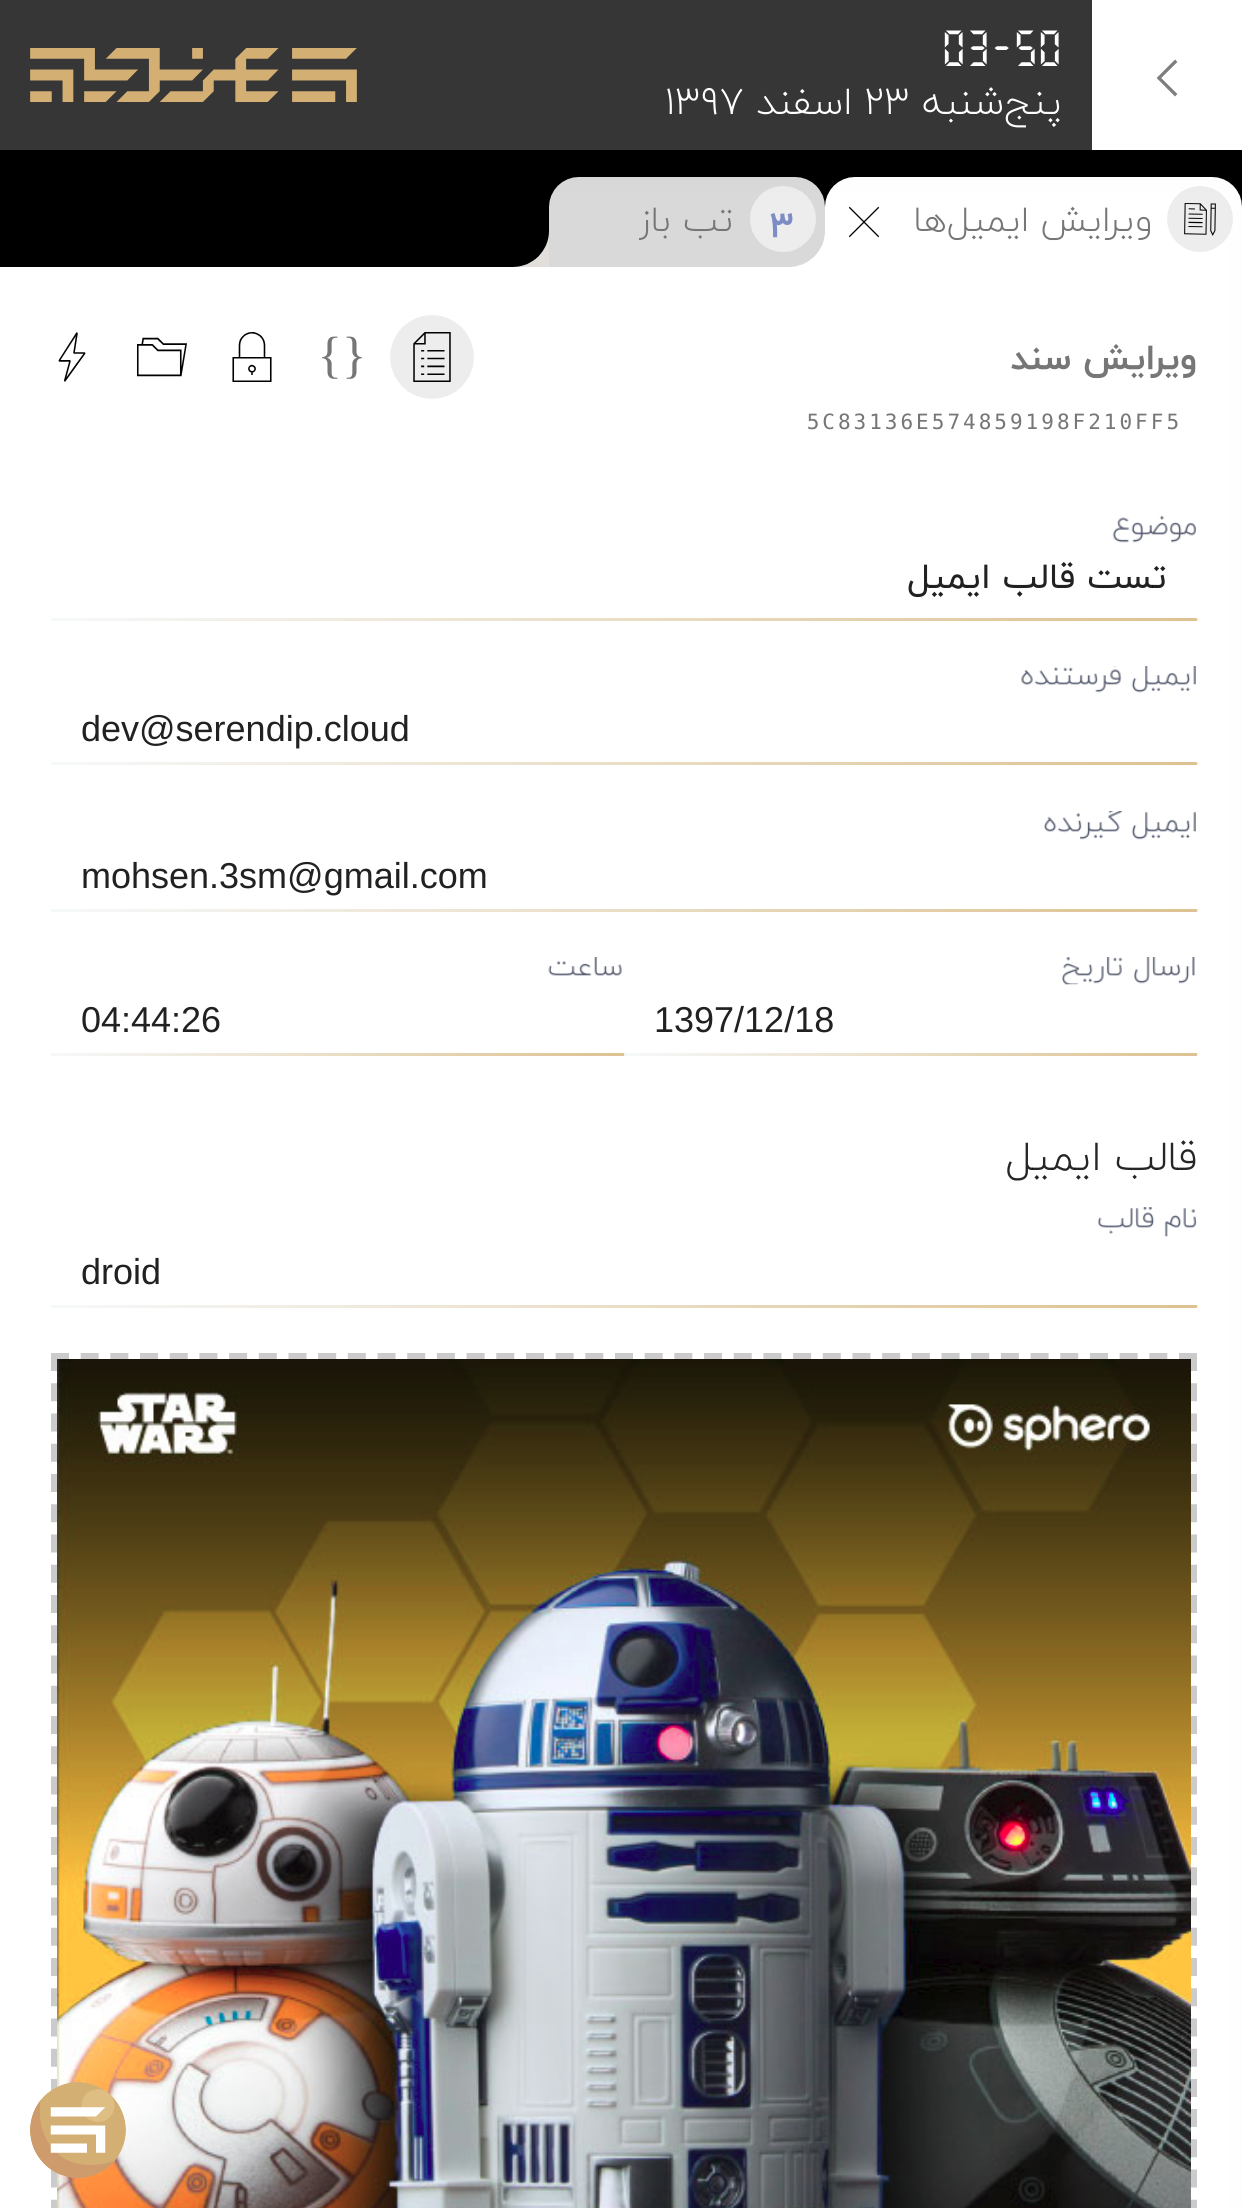 03-50
پنج‌شنبه ۲۳ اسفند ۱۳۹۷
ویرایش ایمیل‌ها
۳ تب باز
ویرایش سند
{}
5C83136E574859198F210FF5
موضوع
تست قالب ایمیل
ایمیل فرستنده
dev@serendip.cloud
ایمیل گیرنده
mohsen.3sm@gmail.com
ارسال تاریخ
ساعت
1397/12/18
04:44:26
قالب ایمیل
نام قالب
droid
STAR WARS
sphero